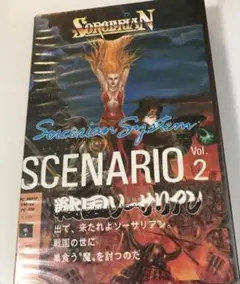 SORCERIAN
Sorcerian System
SCENARIO
Vol.
2
戦国ソーサリアン
出で、来たれよソーサリアン
戦国の世に
巣食う“魔”を討つのだ